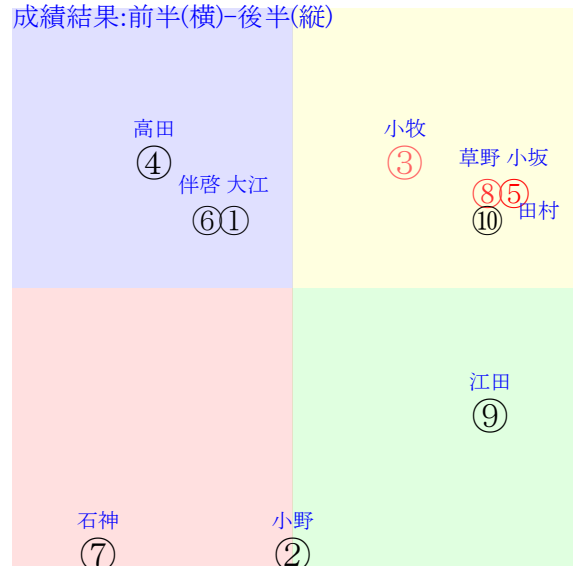 成績結果:前半(横)-後半(縦)
高田
小牧
④
③
草野 小坂
伴啓 大江
⑧⑤
田村
⑥①
⑩
江田
⑨
石神
小野
⑦
②